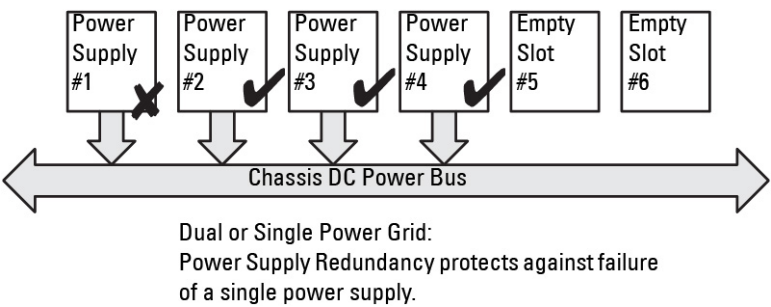 Power Supply #1
Power Supply #2
Power Supply #3
Power Supply #4
Empty Slot #5
Empty Slot #6
Chassis DC Power Bus
Dual or Single Power Grid:
Power Supply Redundancy protects against failure
of a single power supply.